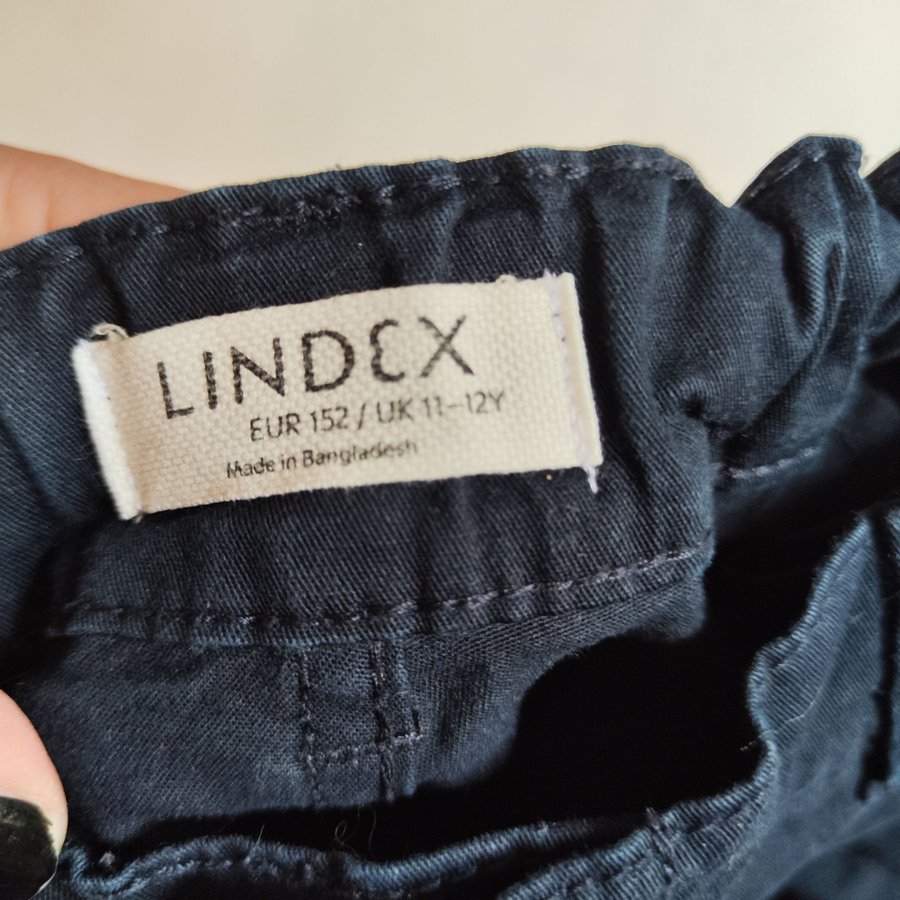 LINDEX
EUR 152 / UK 11-12Y
Made in Bangladesh